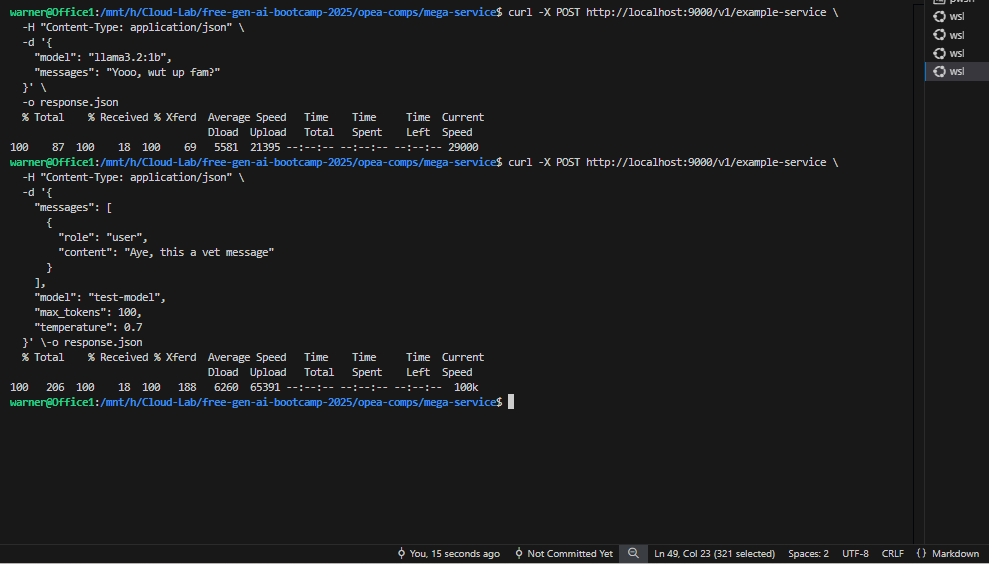 warner@Office1:/mnt/h/Cloud-Lab/free-gen-ai-bootcamp-2025/opea-comps/mega-service$ curl -X POST http://localhost:9000/v1/example-service \
  -H "Content-Type: application/json" \
  -d '{
    "model": "llama3.2:1b",
    "messages": "Yooo, wut up fam?"
  }' \
  -o response.json
  % Total    % Received % Xferd  Average Speed   Time    Time     Time  Current
                                 Dload  Upload   Total   Spent    Left  Speed
100    87  100    18  100    69   5581  21395 --:--:-- --:--:-- --:--:-- 29000
warner@Office1:/mnt/h/Cloud-Lab/free-gen-ai-bootcamp-2025/opea-comps/mega-service$ curl -X POST http://localhost:9000/v1/example-service \
  -H "Content-Type: application/json" \
  -d '{
    "messages": [
      {
        "role": "user",
        "content": "Aye, this a vet message"
      }
    ],
    "model": "test-model",
    "max_tokens": 100,
    "temperature": 0.7
  }' \-o response.json
  % Total    % Received % Xferd  Average Speed   Time    Time     Time  Current
                                 Dload  Upload   Total   Spent    Left  Speed
100   206  100    18  100   188   6260  65391 --:--:-- --:--:-- --:--:--  100k
warner@Office1:/mnt/h/Cloud-Lab/free-gen-ai-bootcamp-2025/opea-comps/mega-service$
wsl
wsl
wsl
wsl
You, 15 seconds ago
Not Committed Yet
Ln 49, Col 23 (321 selected)
Spaces: 2
UTF-8
CRLF
{} Markdown